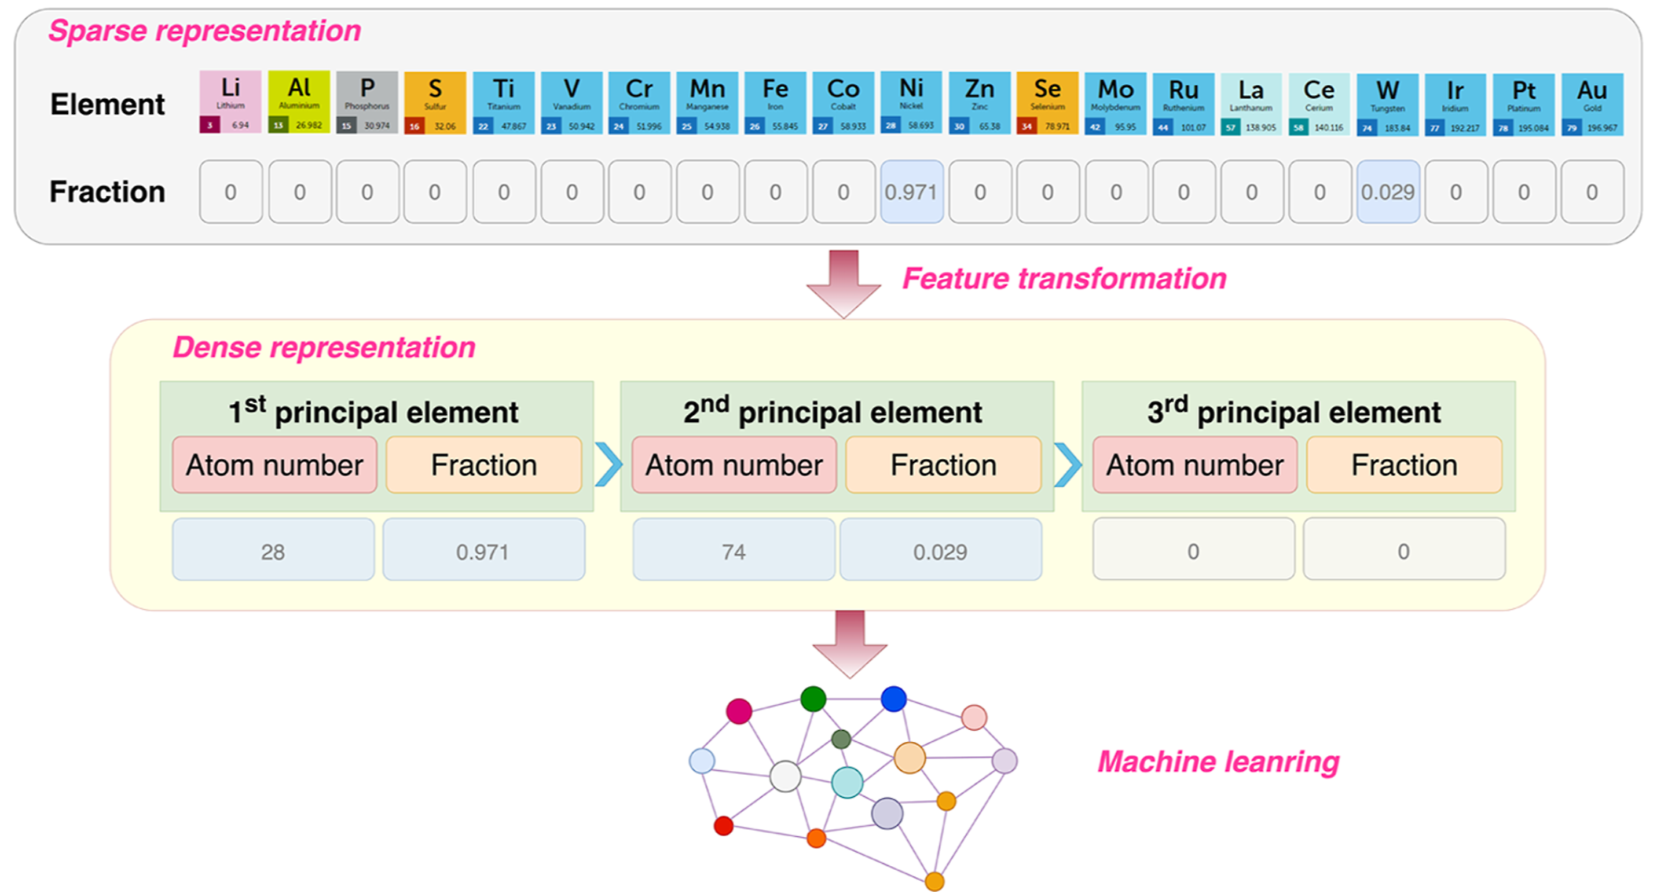 Sparse representation
Element
Li Al P S Ti V Cr Mn Fe Co Ni Zn Se Mo Ru La Ce W Ir Pt Au
Lithium Aluminium Phosphorus Sulfur Titanium Vanadium Chromium Manganese Iron Cobalt Nickel Zinc Selenium Molybdenum Ruthenium Lanthanum Cerium Tungsten Iridium Platinum Gold
3 6.94 13 26.982 15 30.974 16 32.06 22 47.867 23 50.942 24 51.996 25 54.938 26 55.845 27 58.933 28 58.693 30 65.38 34 78.971 42 95.95 44 101.07 57 138.905 58 140.116 74 183.84 77 192.217 78 195.084 79 196.967
Fraction 0 0 0 0 0 0 0 0 0 0 0.971 0 0 0 0 0 0 0.029 0 0 0
Feature transformation
Dense representation
1st principal element 2nd principal element 3rd principal element
Atom number Fraction Atom number Fraction Atom number Fraction
28 0.971 74 0.029 0 0
Machine leanring